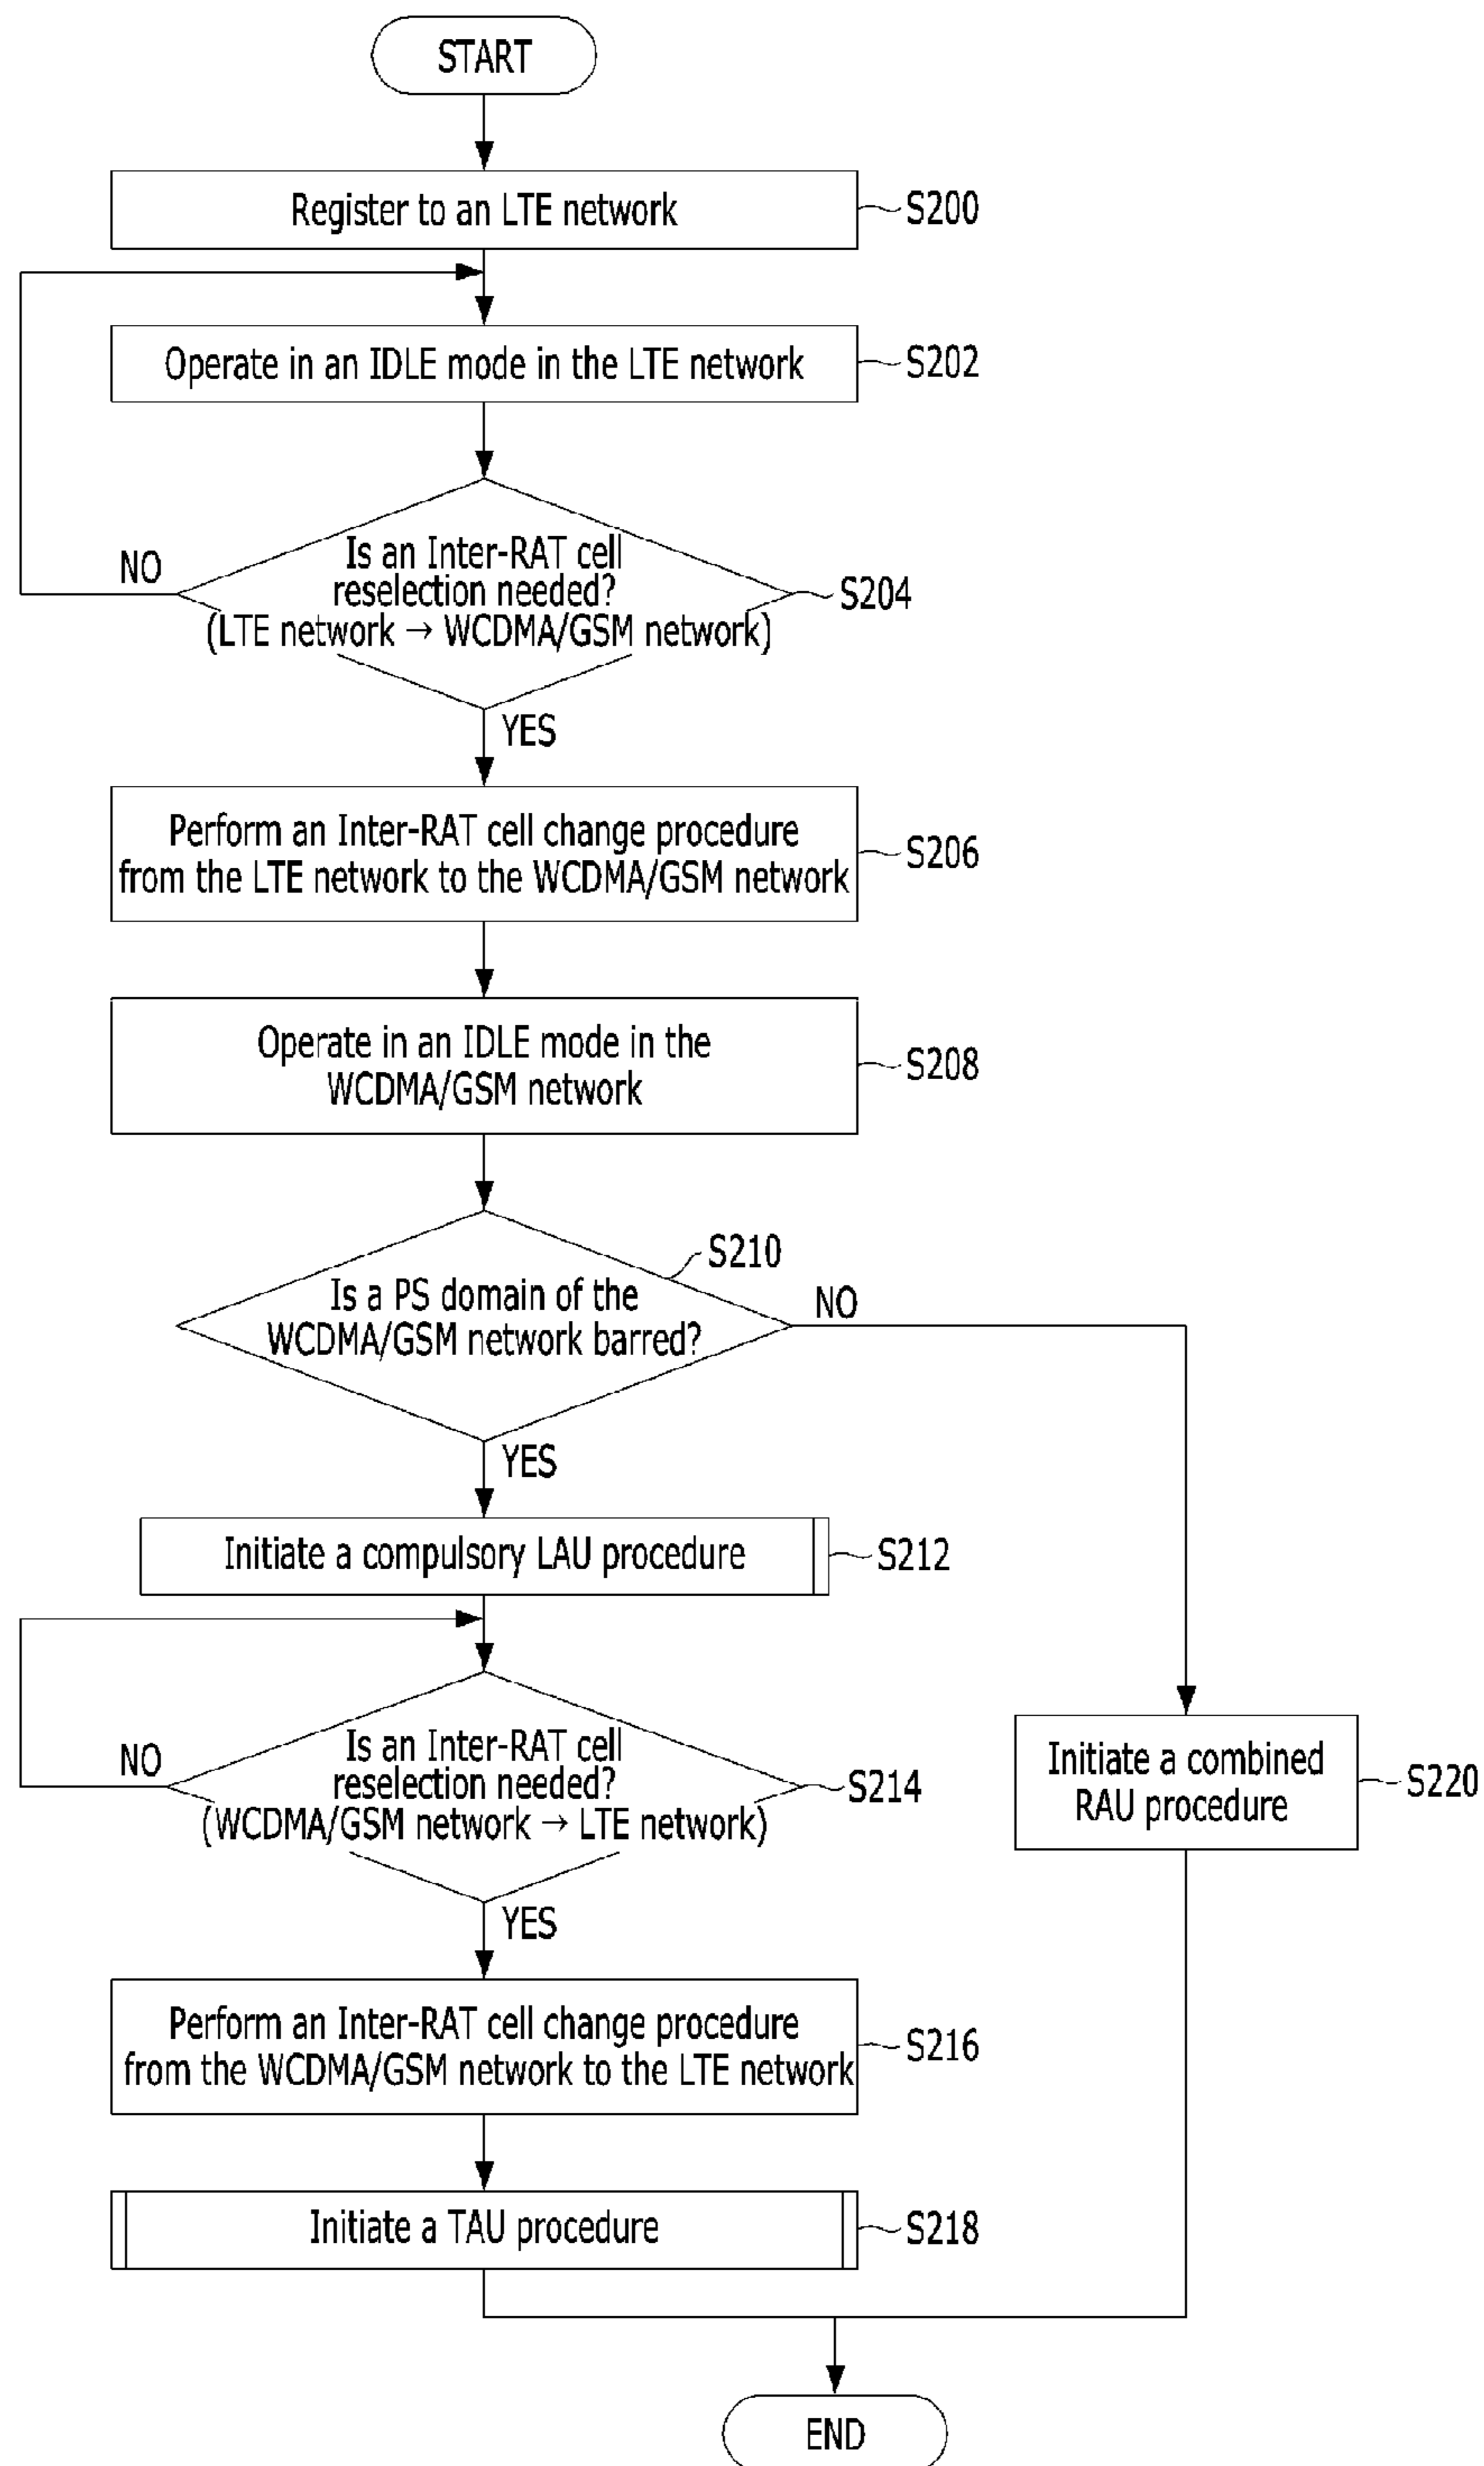 START
Register to an LTE network
S200
Operate in an IDLE mode in the LTE network
S202
Is an Inter-RAT cell
reselection needed?
(LTE network → WCDMA/GSM network)
S204
NO
YES
Perform an Inter-RAT cell change procedure
from the LTE network to the WCDMA/GSM network
S206
Operate in an IDLE mode in the
WCDMA/GSM network
S208
S210
Is a PS domain of the
WCDMA/GSM network barred?
NO
YES
Initiate a compulsory LAU procedure
S212
Is an Inter-RAT cell
reselection needed?
(WCDMA/GSM network → LTE network)
S214
NO
YES
Initiate a combined
RAU procedure
S220
Perform an Inter-RAT cell change procedure
from the WCDMA/GSM network to the LTE network
S216
Initiate a TAU procedure
S218
END